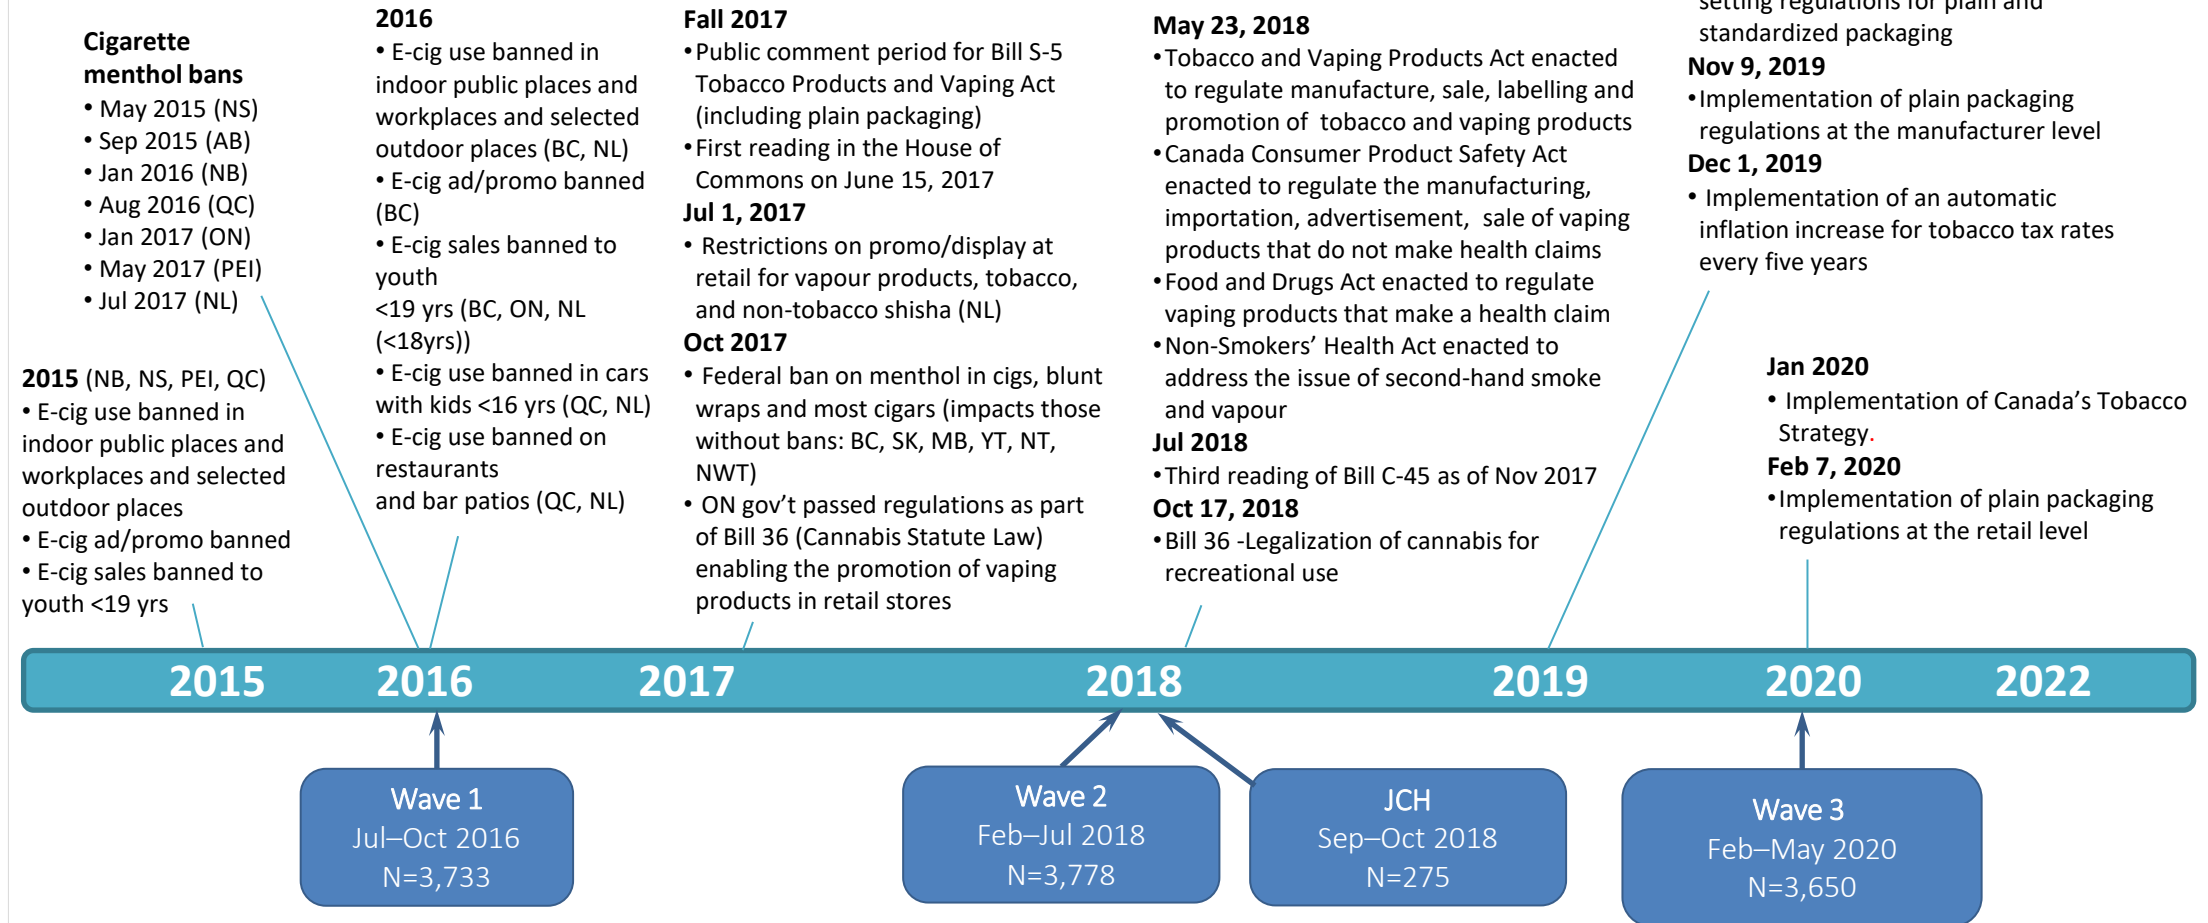 Cigarette
menthol bans
• May 2015 (NS)
• Sep 2015 (AB)
• Jan 2016 (NB)
• Aug 2016 (QC)
• Jan 2017 (ON)
• May 2017 (PEI)
• Jul 2017 (NL)
2015 (NB, NS, PEI, QC)
• E-cig use banned in
indoor public places and
workplaces and selected
outdoor places
• E-cig ad/promo banned
• E-cig sales banned to
youth <19 yrs
2016
• E-cig use banned in
indoor public places and
workplaces and selected
outdoor places (BC, NL)
• E-cig ad/promo banned
(BC)
• E-cig sales banned to
youth
<19 yrs (BC, ON, NL
(<18yrs))
• E-cig use banned in cars
with kids <16 yrs (QC, NL)
• E-cig use banned on
restaurants
and bar patios (QC, NL)
Fall 2017
•Public comment period for Bill S-5
Tobacco Products and Vaping Act
(including plain packaging)
•First reading in the House of
Commons on June 15, 2017
Jul 1, 2017
• Restrictions on promo/display at
retail for vapour products, tobacco,
and non-tobacco shisha (NL)
Oct 2017
• Federal ban on menthol in cigs, blunt
wraps and most cigars (impacts those
without bans: BC, SK, MB, YT, NT,
NWT)
• ON gov’t passed regulations as part
of Bill 36 (Cannabis Statute Law)
enabling the promotion of vaping
products in retail stores
May 23, 2018
•Tobacco and Vaping Products Act enacted
to regulate manufacture, sale, labelling and
promotion of tobacco and vaping products
•Canada Consumer Product Safety Act
enacted to regulate the manufacturing,
importation, advertisement, sale of vaping
products that do not make health claims
•Food and Drugs Act enacted to regulate
vaping products that make a health claim
•Non-Smokers’ Health Act enacted to
address the issue of second-hand smoke
and vapour
Jul 2018
•Third reading of Bill C-45 as of Nov 2017
Oct 17, 2018
•Bill 36 -Legalization of cannabis for
recreational use
setting regulations for plain and
standardized packaging
Nov 9, 2019
•Implementation of plain packaging
regulations at the manufacturer level
Dec 1, 2019
• Implementation of an automatic
inflation increase for tobacco tax rates
every five years
Jan 2020
• Implementation of Canada’s Tobacco
Strategy.
Feb 7, 2020
•Implementation of plain packaging
regulations at the retail level
2015 2016 2017 2018 2019 2020 2022
Wave 1
Jul–Oct 2016
N=3,733
Wave 2
Feb–Jul 2018
N=3,778
JCH
Sep–Oct 2018
N=275
Wave 3
Feb–May 2020
N=3,650